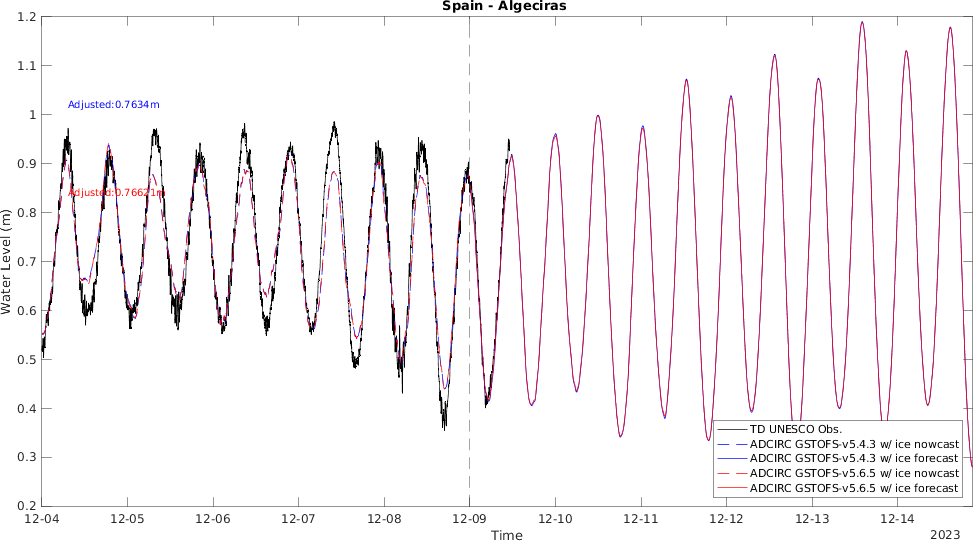 Spain - Algeciras
1.2
1.1
1
0.9
0.8
0.7
0.6
0.5
0.4
0.3
0.2
Water Level (m)
Adjusted:0.7634m
Adjusted:0.76621m
TD UNESCO Obs.
ADCIRC GSTOFS-v5.4.3 w/ ice nowcast
ADCIRC GSTOFS-v5.4.3 w/ ice forecast
ADCIRC GSTOFS-v5.6.5 w/ ice nowcast
ADCIRC GSTOFS-v5.6.5 w/ ice forecast
12-04 12-05 12-06 12-07 12-08 12-09 12-10 12-11 12-12 12-13 12-14
Time
2023